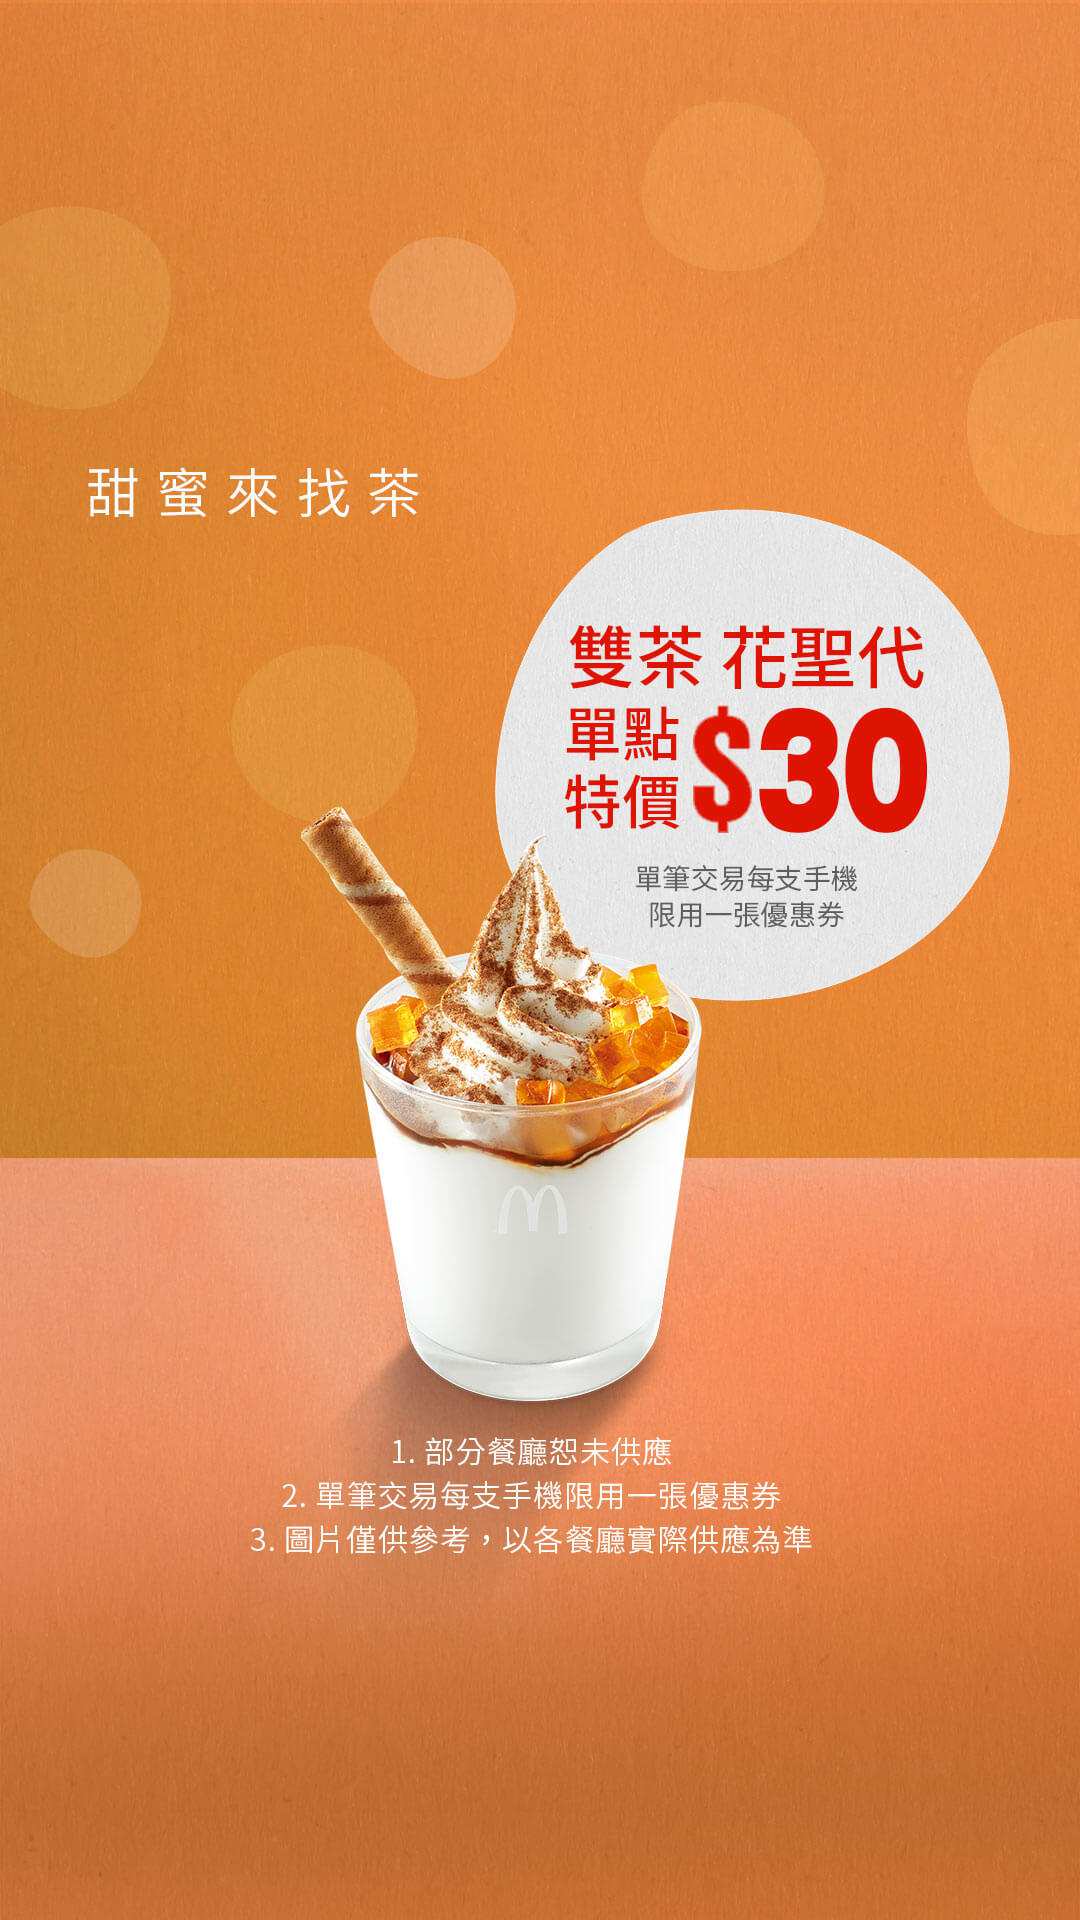 甜蜜來找茶
雙茶 花聖代
單點
特價 $30
單筆交易每支手機
限用一張優惠券
1. 部分餐廳恕未供應
2. 單筆交易每支手機限用一張優惠券
3. 圖片僅供參考，以各餐廳實際供應為準